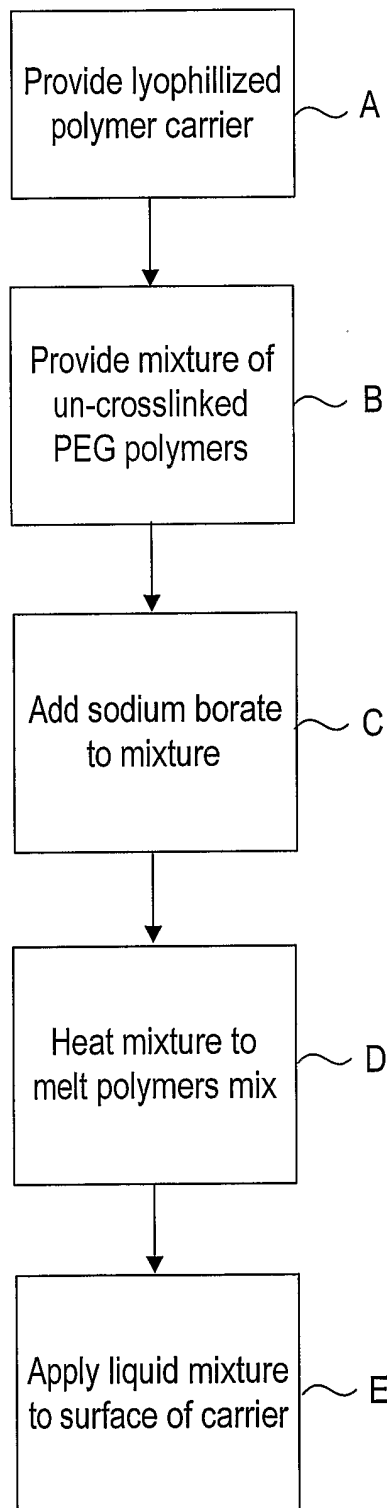 Provide lyophillized
polymer carrier
A
Provide mixture of
un-crosslinked
PEG polymers
B
Add sodium borate
to mixture
C
Heat mixture to
melt polymers mix
D
Apply liquid mixture
to surface of carrier
E